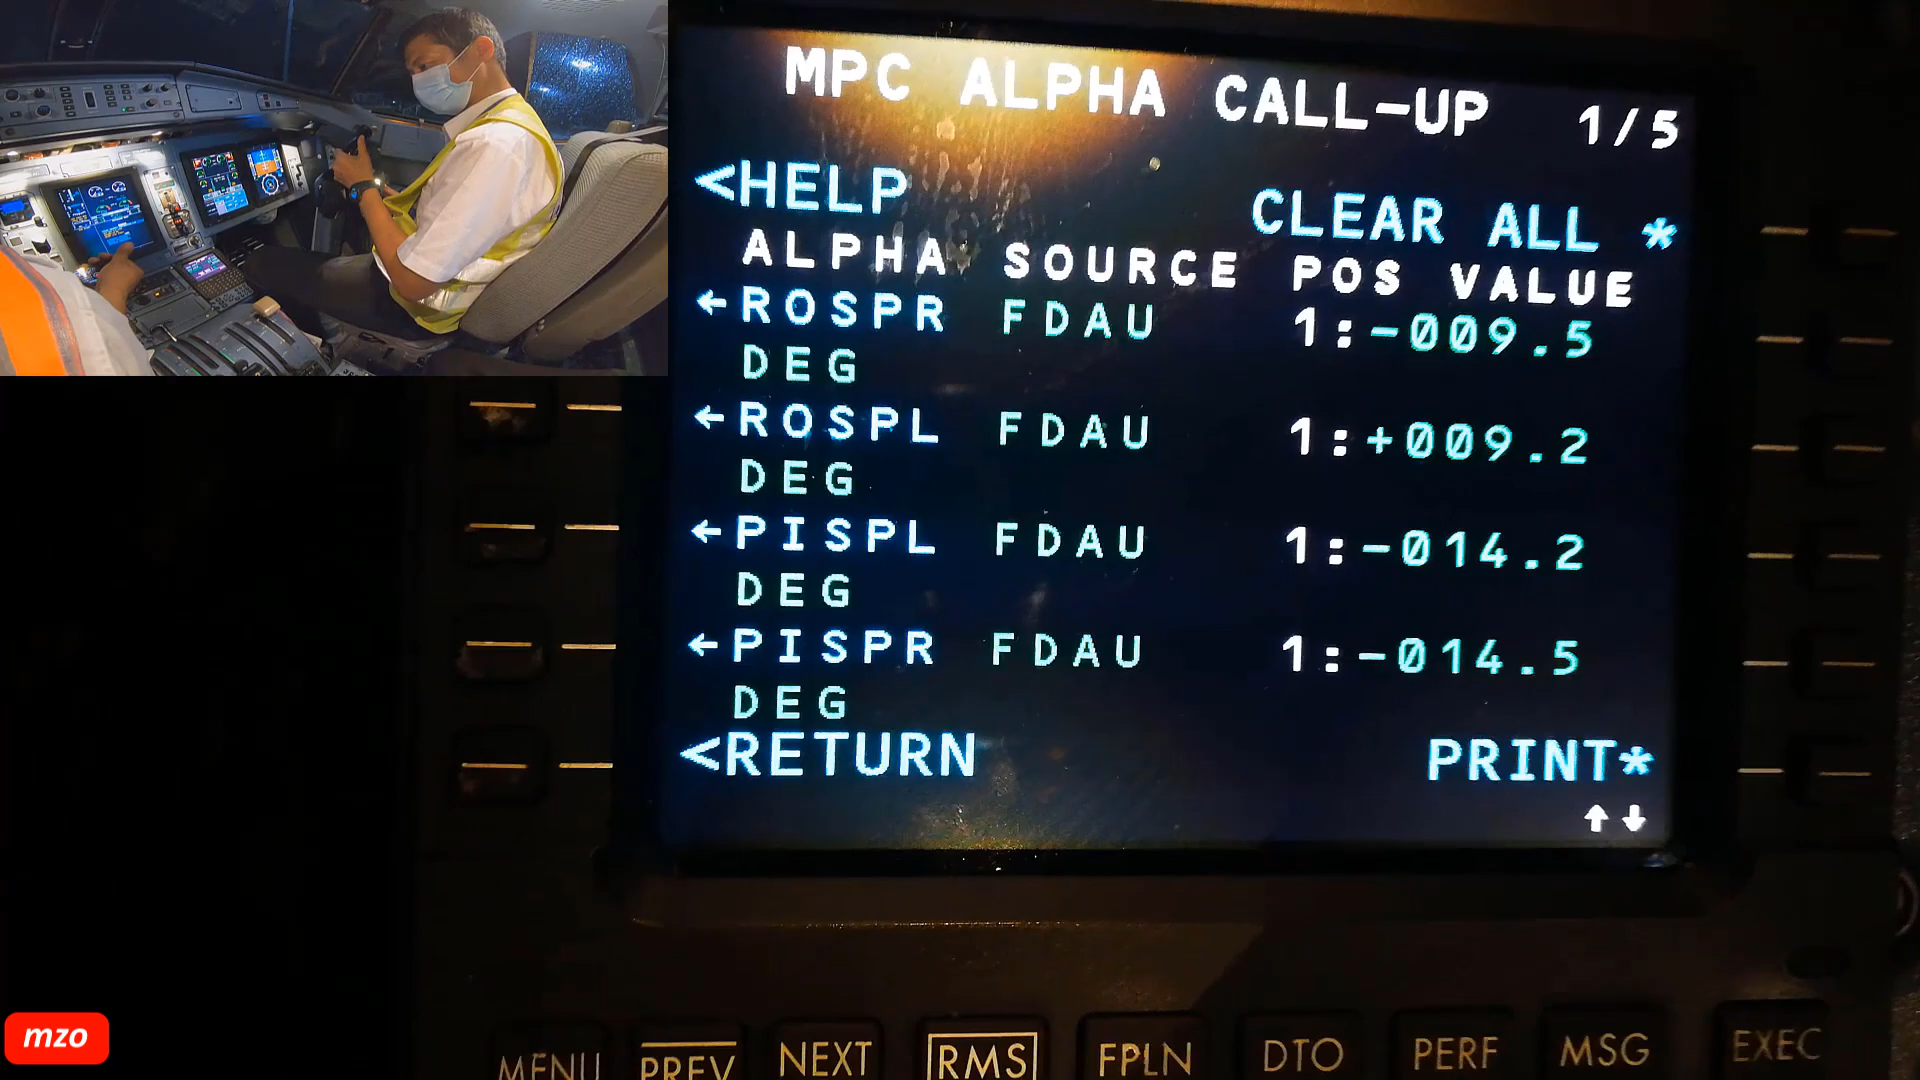 MPC ALPHA CALL-UP 1/5
<HELP CLEAR ALL *
ALPHA SOURCE POS VALUE
←ROSPR FDAU 1:-009.5
DEG
←ROSPL FDAU 1:+009.2
DEG
←PISPL FDAU 1:-014.2
DEG
←PISPR FDAU 1:-014.5
DEG
<RETURN PRINT*
↑↓
MENU PREV NEXT RMS FPLN DTO PERF MSG EXEC
mzo